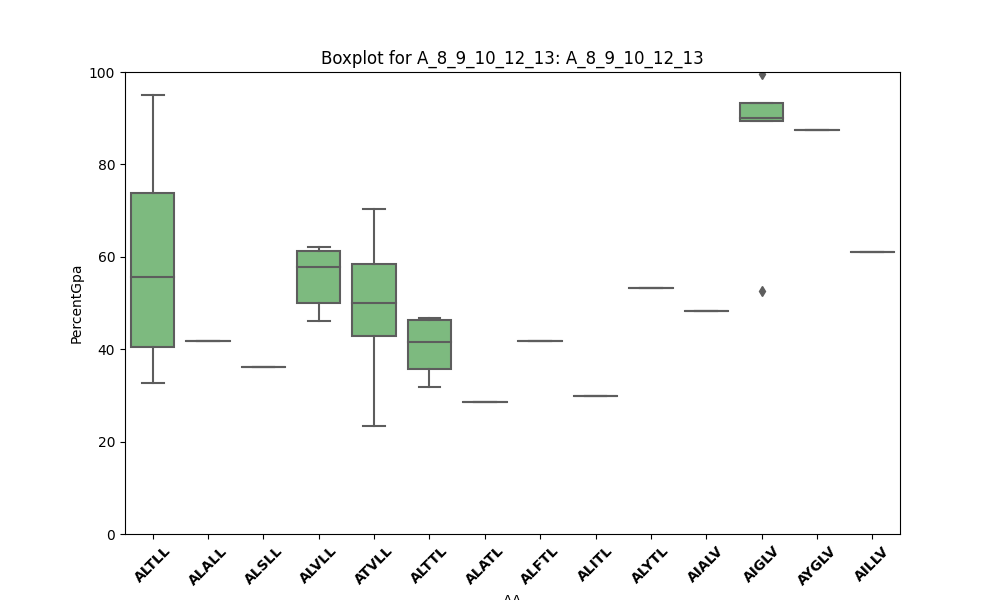 Boxplot for A_8_9_10_12_13: A_8_9_10_12_13
100
80
60
40
20
0
PercentGpa
ALTLL
ALALL
ALSLL
ALVLL
ATVLL
ALTTL
ALATL
ALFTL
ALITL
ALYTL
AIALV
AIGLV
AYGLV
AILLV
AA